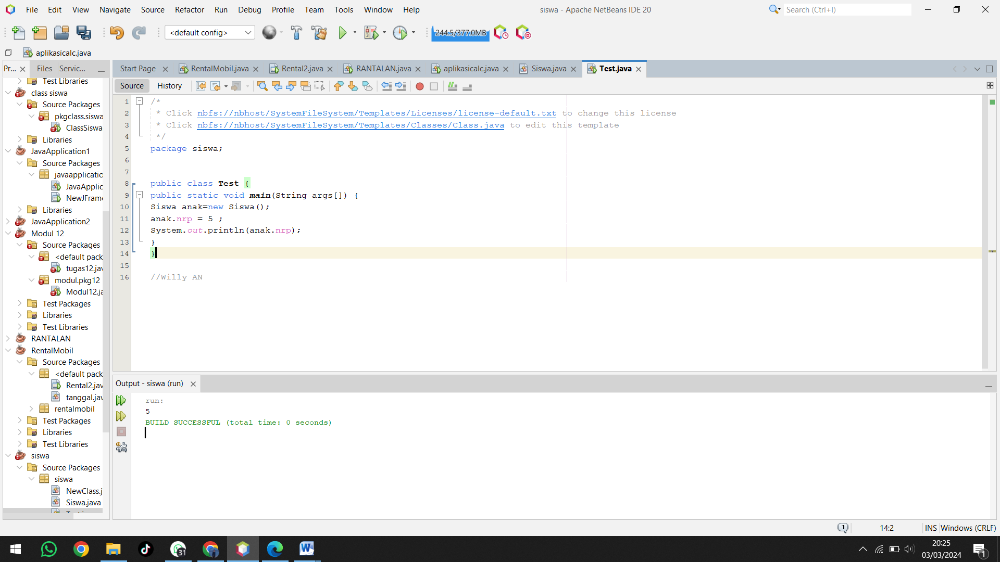 File Edit View Navigate Source Refactor Run Debug Profile Team Tools Window Help
siswa - Apache NetBeans IDE 20
Search (Ctrl+I)
<default config>
244.5/377.0MB
aplikasicalc.java
Pr...
Files
Servic...
Start Page
RentalMobil.java
Rental2.java
RANTALAN.java
aplikasicalc.java
Siswa.java
Test.java
Source
History
Test Libraries
class siswa
Source Packages
pkgclass.siswa
ClassSiswa
Libraries
JavaApplication1
Source Packages
javaapplicatic
JavaApplic
NewJFrame
Libraries
JavaApplication2
Modul 12
Source Packages
<default pack
tugas12.jav
modul.pkg12
Modul12.ja
Test Packages
Libraries
Test Libraries
RANTALAN
RentalMobil
Source Packages
<default pack
Rental2.jav
tanggal.jav
rentalmobil
Test Packages
Libraries
Test Libraries
siswa
Source Packages
siswa
NewClass.j
Siswa.java
1 /*
2 * Click nbfs://nbhost/SystemFileSystem/Templates/Licenses/license-default.txt to change this license
3 * Click nbfs://nbhost/SystemFileSystem/Templates/Classes/Class.java to edit this template
4 */
5 package siswa;
6
7
8 public class Test {
9 public static void main(String args[]) {
10 Siswa anak=new Siswa();
11 anak.nrp = 5 ;
12 System.out.println(anak.nrp);
13 }
14 }
15
16 //Willy AN
Output - siswa (run)
run:
5
BUILD SUCCESSFUL (total time: 0 seconds)
1
14:2
INS
Windows (CRLF)
31
20:25
03/03/2024
1